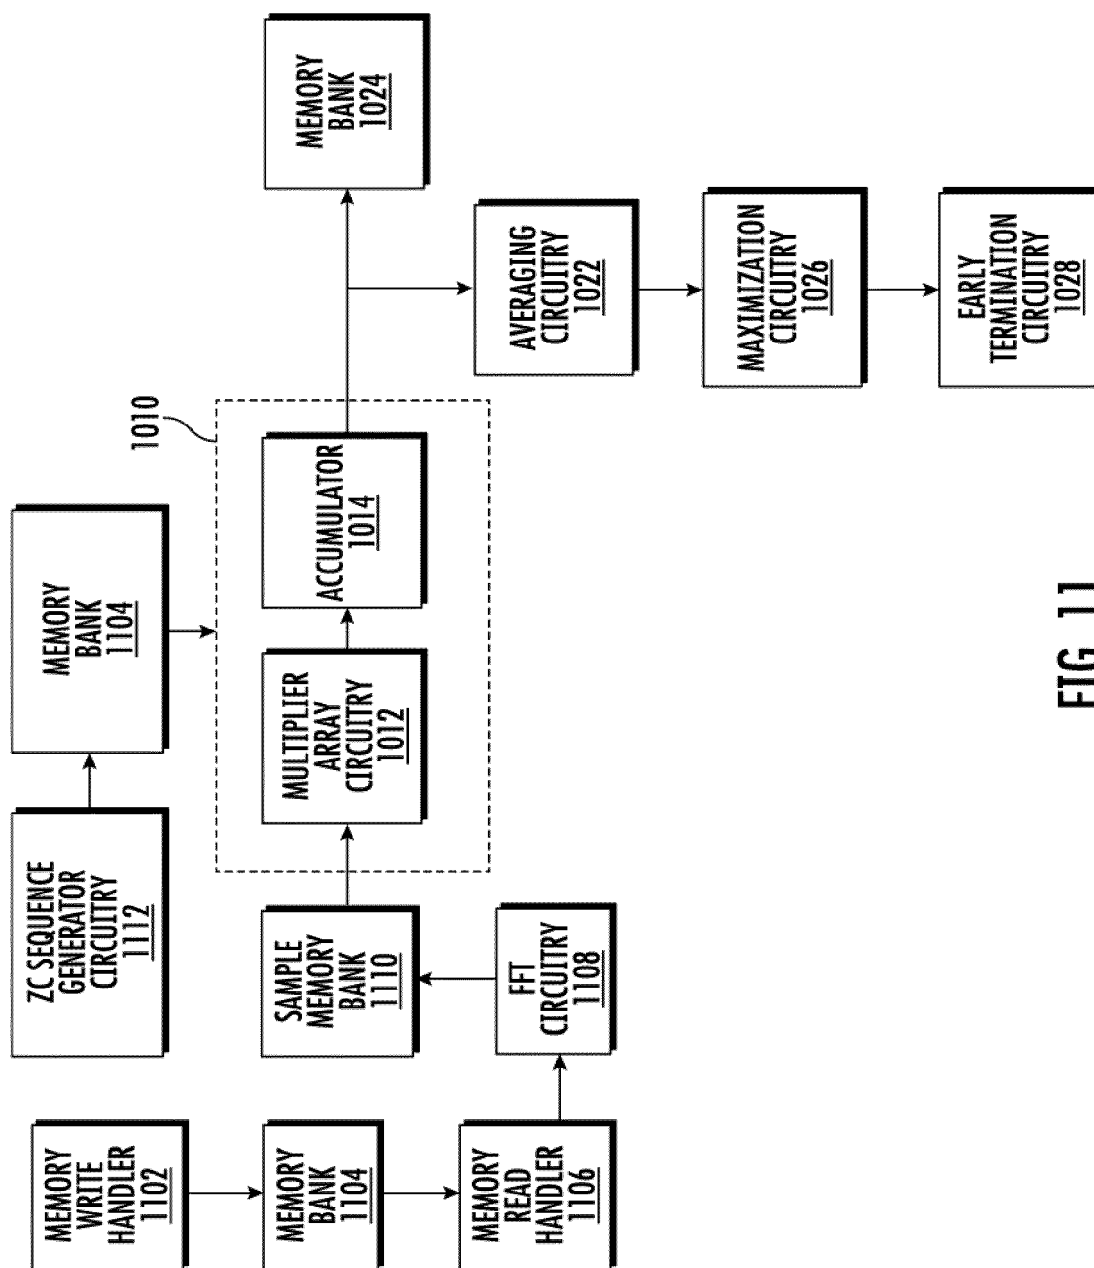 MEMORY
WRITE
HANDLER
1102
MEMORY
BANK
1104
MEMORY
READ
HANDLER
1106
FFT
CIRCUITRY
1108
SAMPLE
MEMORY
BANK
1110
ZC SEQUENCE
GENERATOR
CIRCUITRY
1112
MEMORY
BANK
1104
1010
MULTIPLIER
ARRAY
CIRCUITRY
1012
ACCUMULATOR
1014
MEMORY
BANK
1024
AVERAGING
CIRCUITRY
1022
MAXIMIZATION
CIRCUITRY
1026
EARLY
TERMINATION
CIRCUITRY
1028
FIG. 11